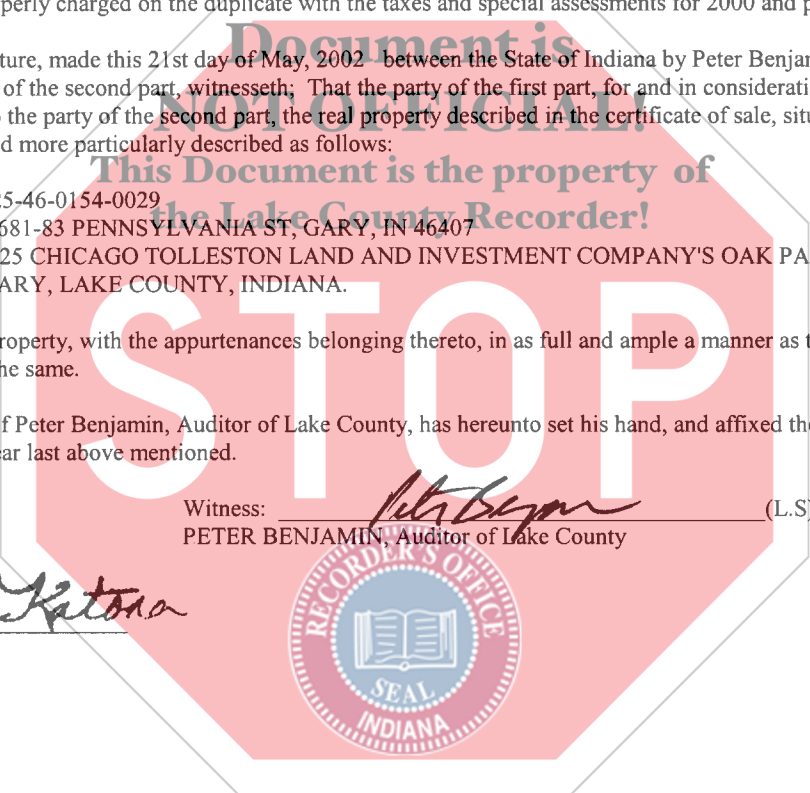 perly charged on the duplicate with the taxes and special assessments for 2000 and p
Document is
ture, made this 21st day of May, 2002 between the State of Indiana by Peter Benjam
of the second part, witnesseth; That the party of the first part, for and in considerati
NOT OFFICIAL!
the party of the second part, the real property described in the certificate of sale, situ
d more particularly described as follows:
This Document is the property of
25-46-0154-0029
the Lake County Recorder!
681-83 PENNSYLVANIA ST, GARY, IN 46407
25 CHICAGO TOLLESTON LAND AND INVESTMENT COMPANY'S OAK PA
ARY, LAKE COUNTY, INDIANA.
STOP
roperty, with the appurtenances belonging thereto, in as full and ample a manner as t
he same.
f Peter Benjamin, Auditor of Lake County, has hereunto set his hand, and affixed the
ear last above mentioned.
Witness: Peter Benjamin (L.S
PETER BENJAMIN, Auditor of Lake County
Katona
RECORDER'S OFFICE
SEAL
INDIANA